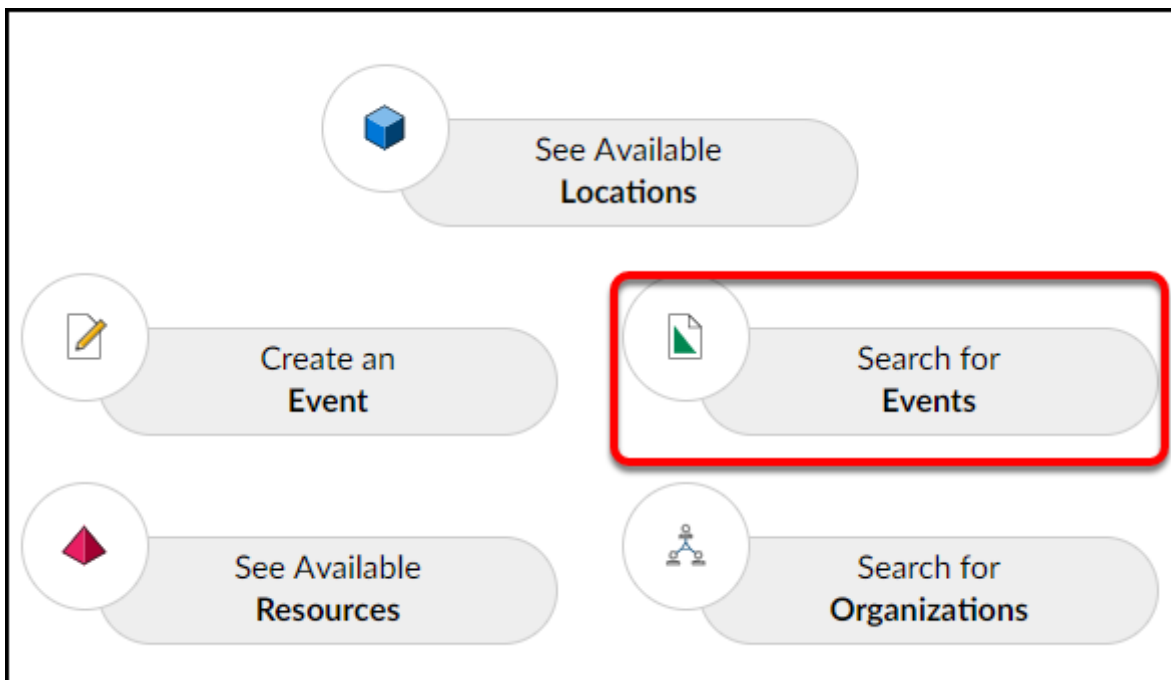 See Available
Locations
Create an
Event
Search for
Events
See Available
Resources
Search for
Organizations